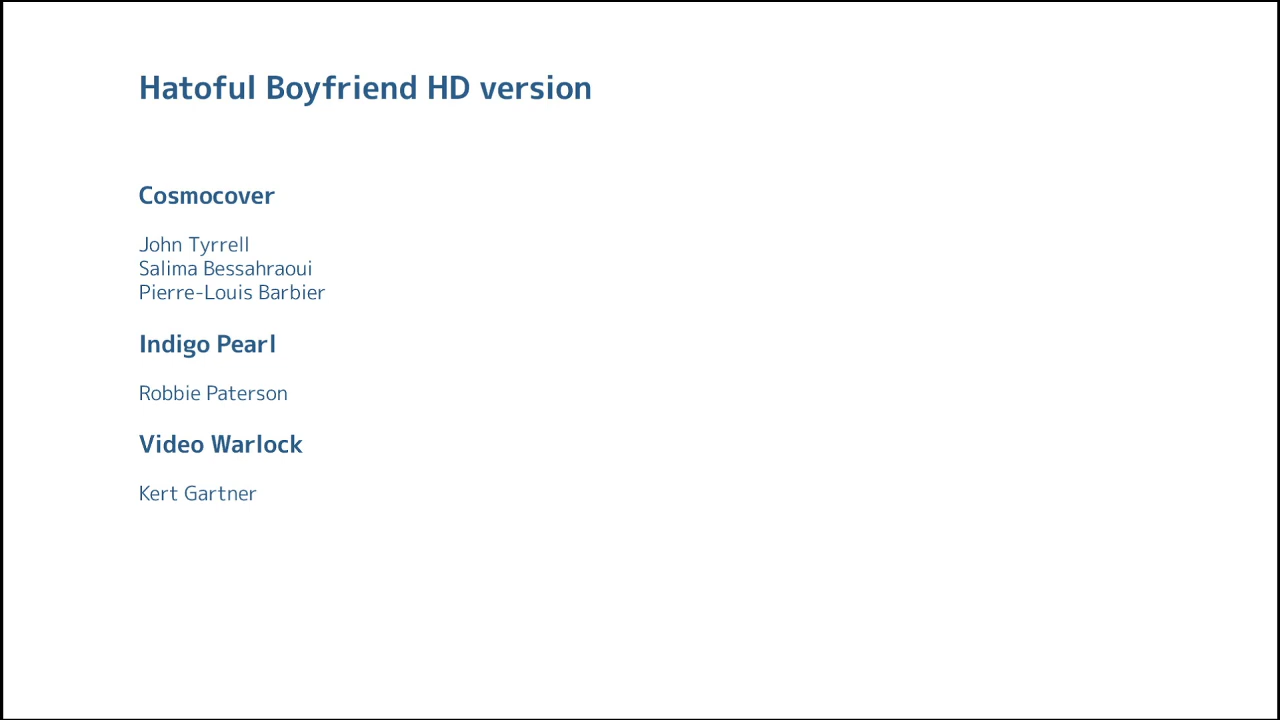 Hatoful Boyfriend HD version
Cosmocover
John Tyrrell
Salima Bessahraoui
Pierre-Louis Barbier
Indigo Pearl
Robbie Paterson
Video Warlock
Kert Gartner